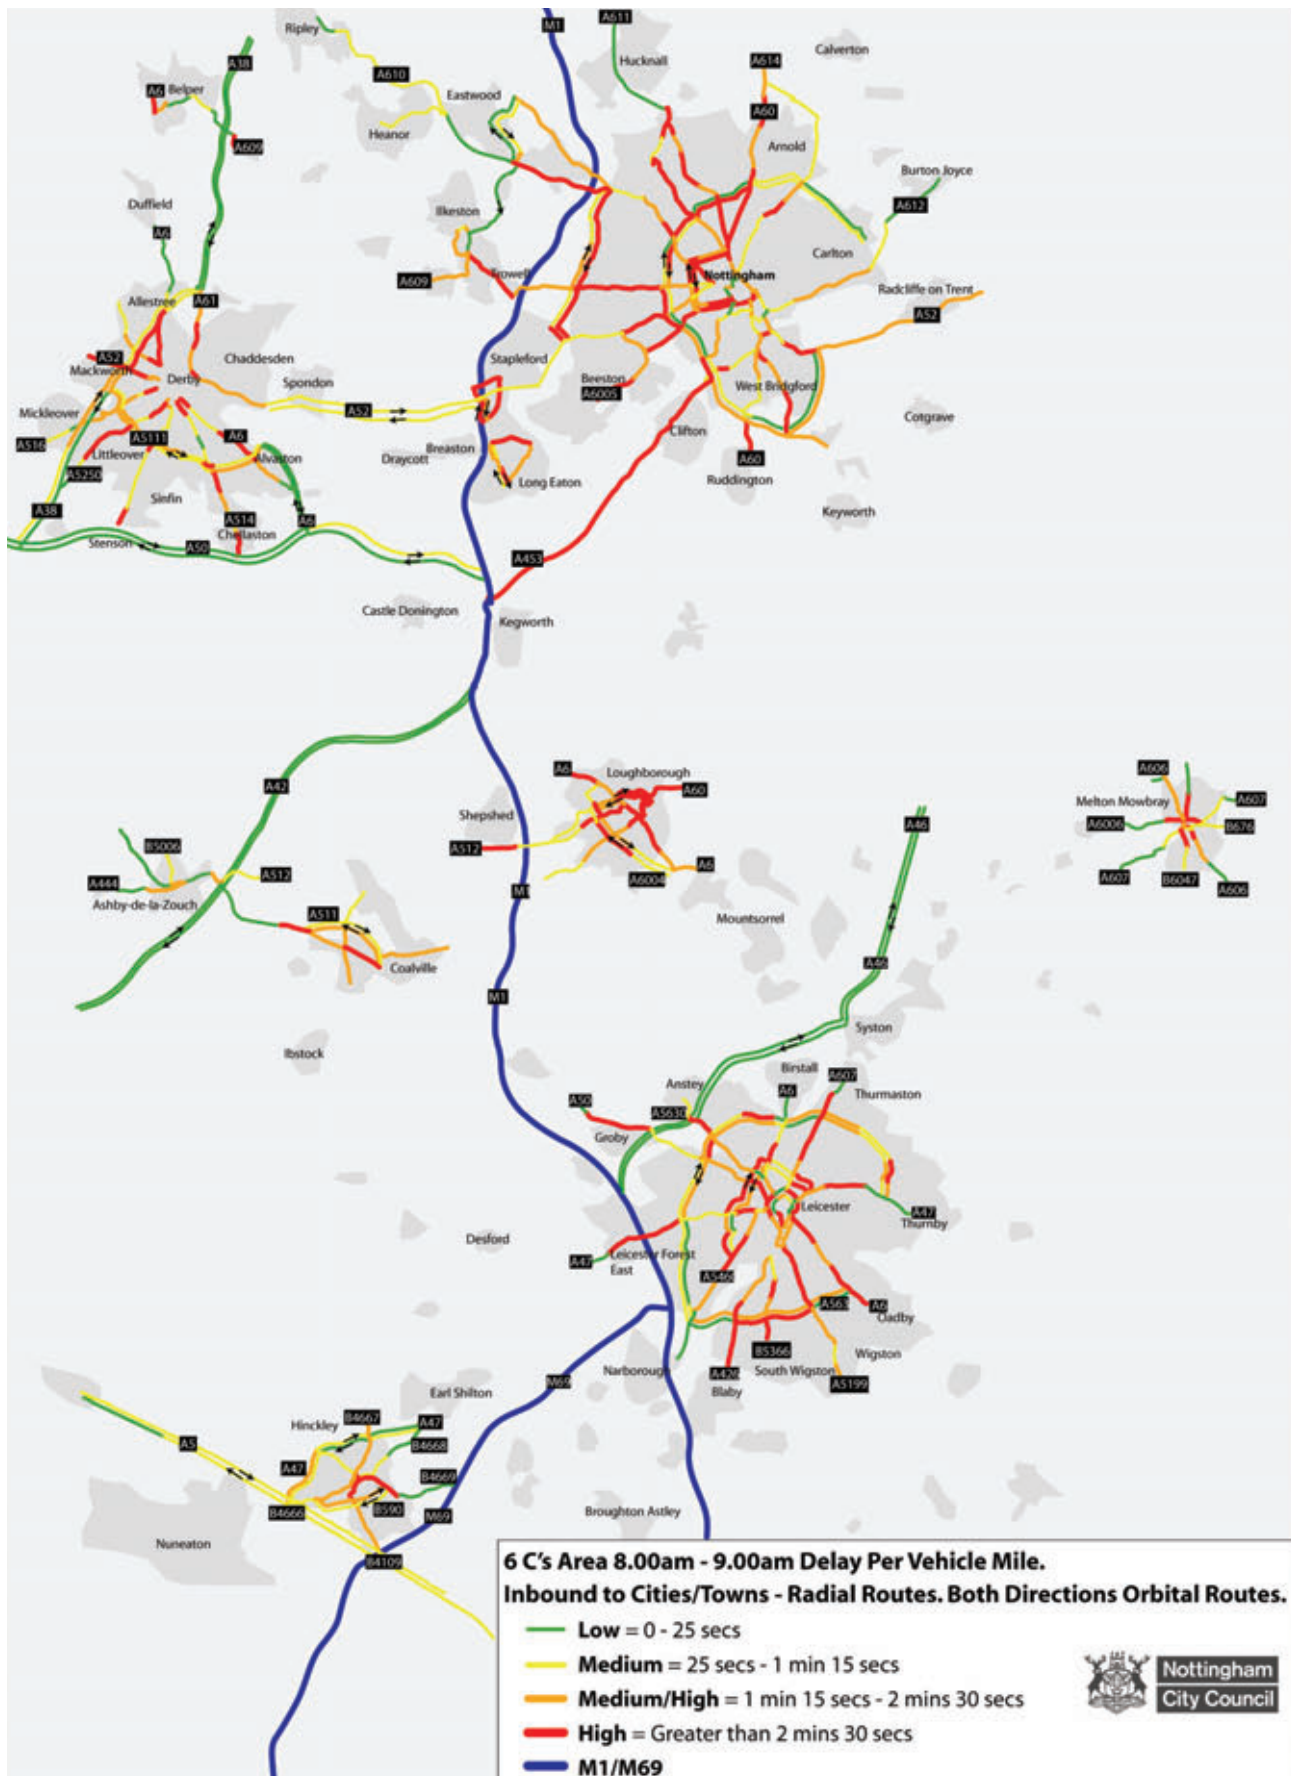 M1
A611
Ripley
Calverton
Hucknall
A38
A614
A610
A6
Belper
Eastwood
A60
Heanor
Arnold
A609
Burton Joyce
Duffield
A612
Ilkeston
A6
Carlton
Trowell
Nottingham
A609
Radcliffe on Trent
Allestree
A61
A52
A52
Chaddesden
Stapleford
Mackworth
Derby
Spondon
Beeston
West Bridgford
A6005
Mickleover
A52
Cotgrave
A516
A5111
A6
Clifton
Littleover
Alvaston
Draycott
Breaston
A60
A5250
Long Eaton
Ruddington
Sinfin
A38
A514
A6
Keyworth
Chellaston
Stenson
A50
A453
Castle Donington
Kegworth
A6
Loughborough
A606
A42
A60
Melton Mowbray
A607
Shepshed
A6006
B676
A46
B5006
A512
A512
A6
A6004
A607
B6047
A606
A444
M1
Ashby-de-la-Zouch
A511
Mountsorrel
Coalville
A46
M1
Syston
Ibstock
Birstall
A607
Anstey
A6
Thurmaston
A50
A5630
Groby
Leicester
A47
Thurnby
Desford
A47
Leicester Forest
East
A5460
A563
A6
Oadby
B5366
Wigston
Narborough
A426
South Wigston
A5199
M69
Blaby
Earl Shilton
B4667
A47
Hinckley
A5
B4668
A47
B4669
B4666
B590
M69
Broughton Astley
Nuneaton
B4109
6 C's Area 8.00am - 9.00am Delay Per Vehicle Mile.
Inbound to Cities/Towns - Radial Routes. Both Directions Orbital Routes.
Low = 0 - 25 secs
Medium = 25 secs - 1 min 15 secs
Medium/High = 1 min 15 secs - 2 mins 30 secs
High = Greater than 2 mins 30 secs
M1/M69
Nottingham
City Council